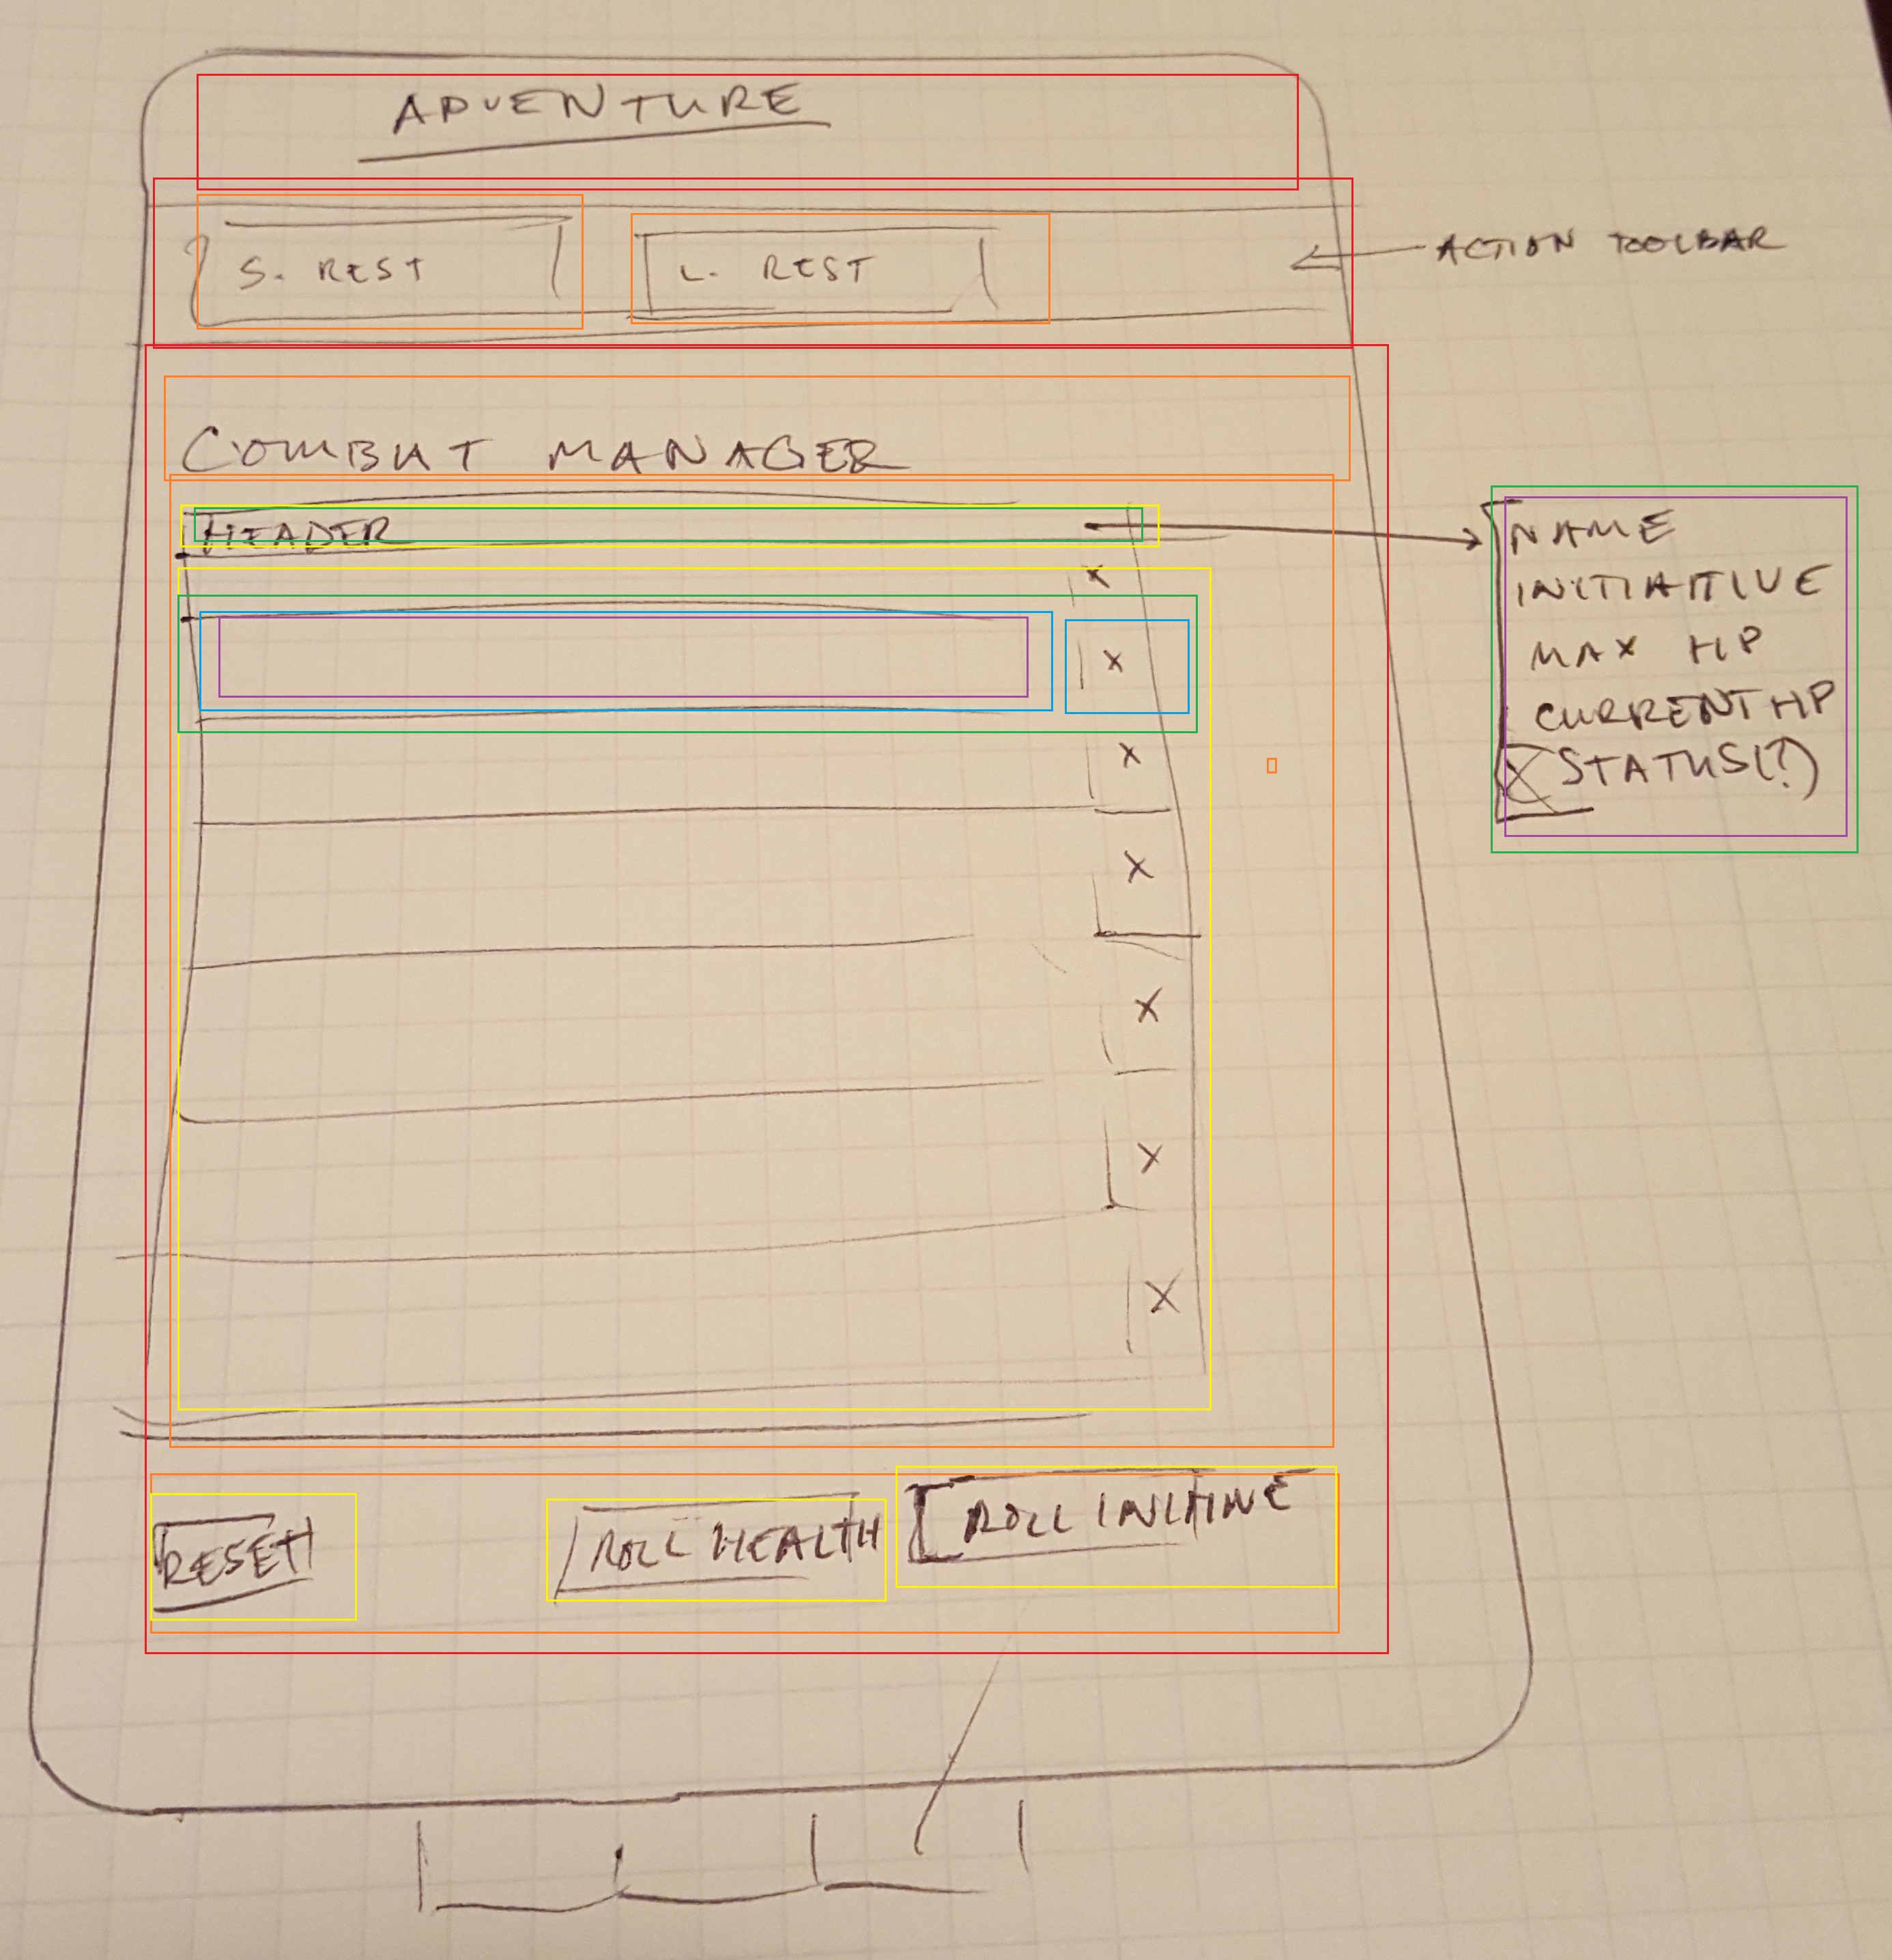 ADVENTURE
S. REST
L. REST
ACTION TOOLBAR
COMBAT MANAGER
HEADER
NAME
INITIATIVE
MAX HP
CURRENT HP
X STATUS(?)
X
X
X
X
X
X
X
RESET
ROLL HEALTH
ROLL INITIATIVE